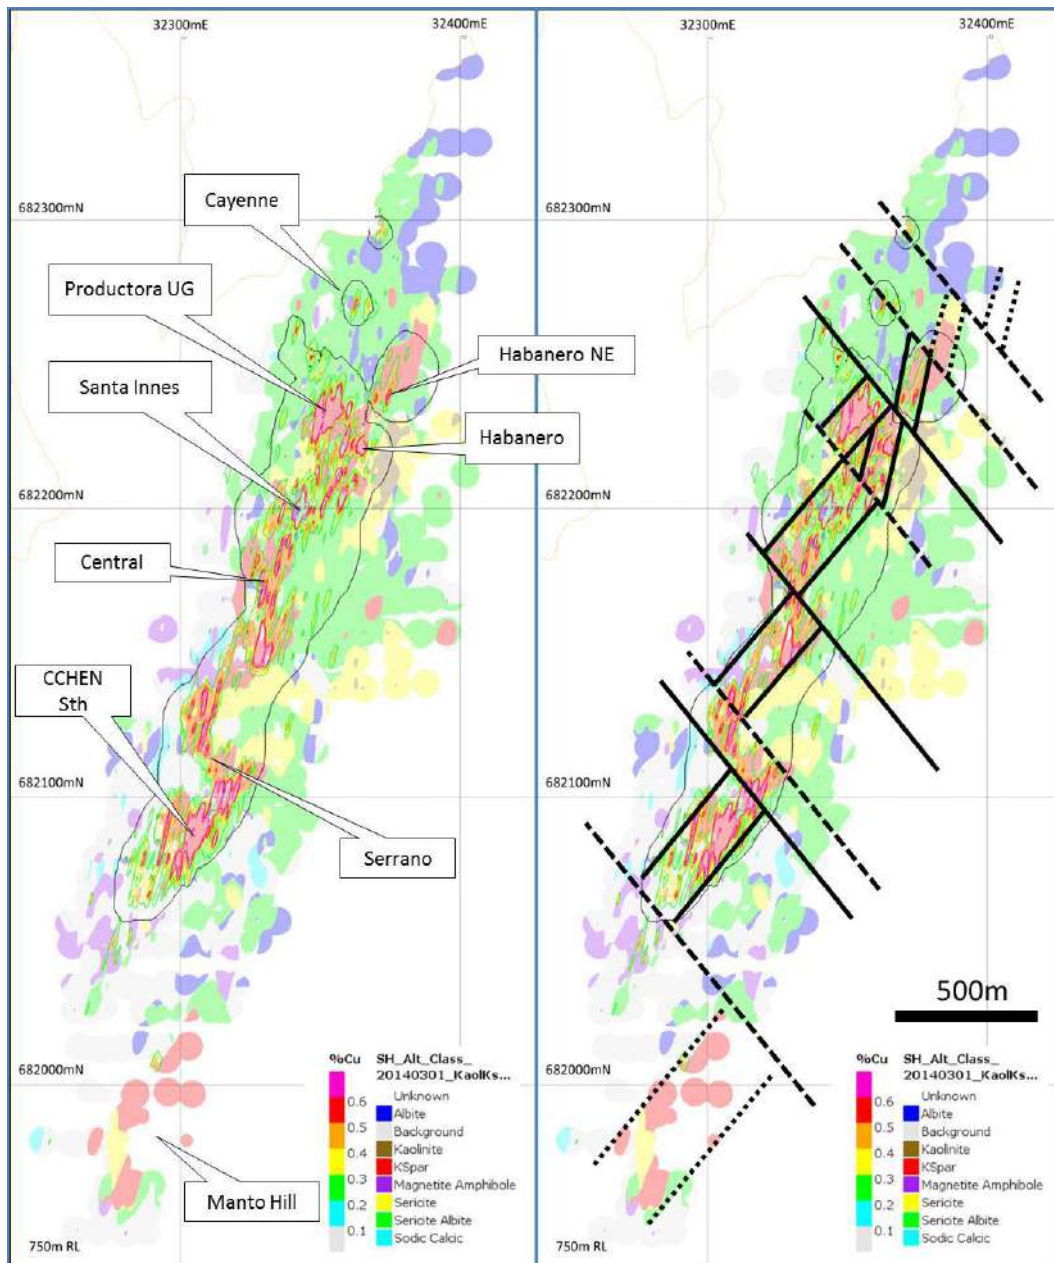 32300mE
32400mE
32300mE
32400mE
682300mN
682300mN
Cayenne
Productora UG
Habanero NE
Santa Innes
Habanero
682200mN
682200mN
Central
CCHEN
Sth
682100mN
682100mN
Serrano
500m
%Cu
SH_Alt_Class_
20140301_KaolKs...
0.6
0.5
0.4
0.3
0.2
0.1
Unknown
Albite
Background
Kaolinite
KSpar
Magnetite Amphibole
Sericite
Sericite Albite
Sodic Calcic
%Cu
SH_Alt_Class_
20140301_KaolKs...
0.6
0.5
0.4
0.3
0.2
0.1
Unknown
Albite
Background
Kaolinite
KSpar
Magnetite Amphibole
Sericite
Sericite Albite
Sodic Calcic
682000mN
682000mN
Manto Hill
750m RL
750m RL